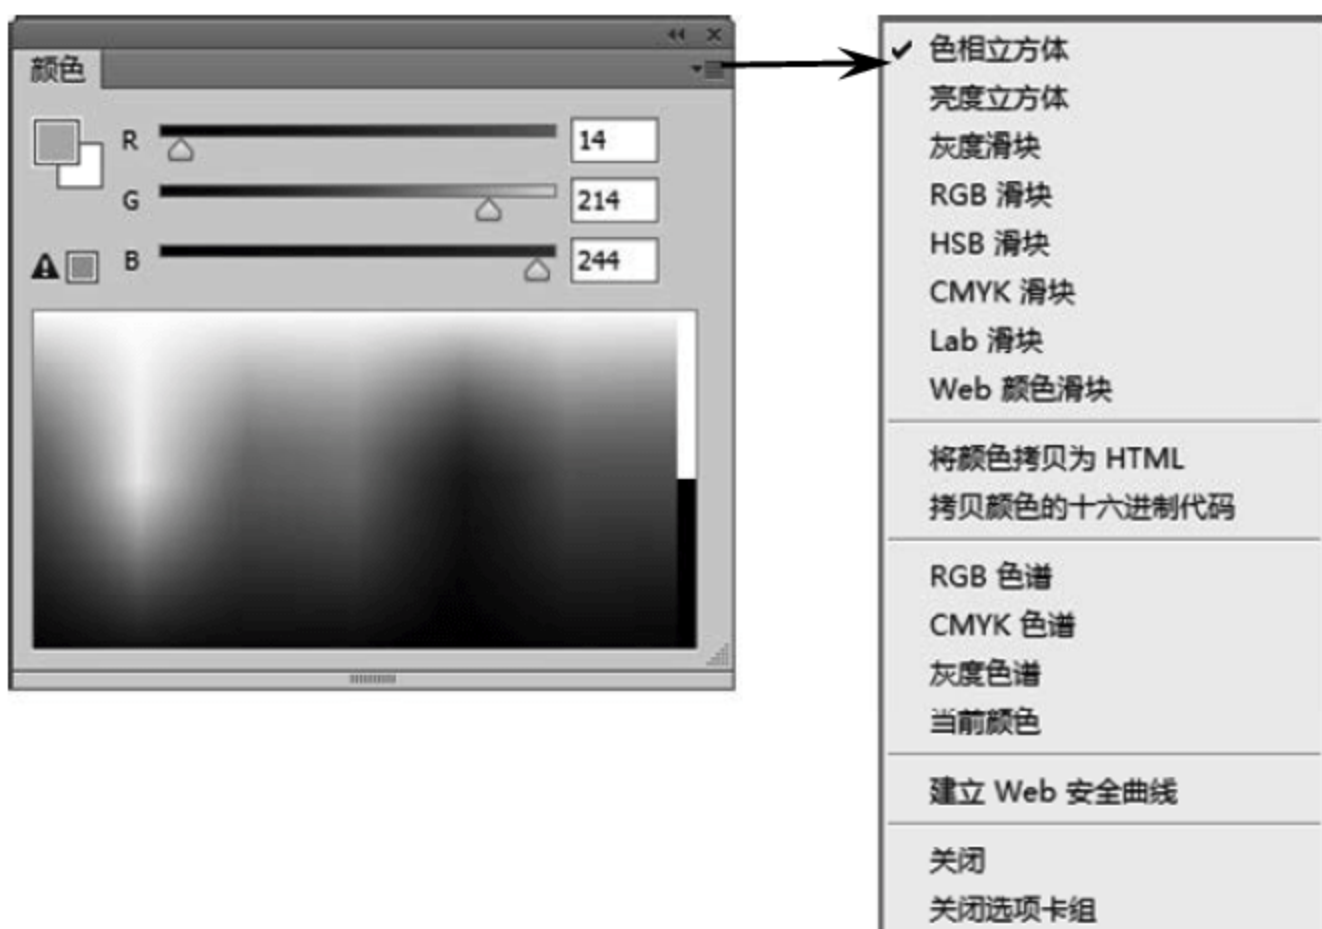 颜色
R 14
G 214
B 244
色相立方体
亮度立方体
灰度滑块
RGB 滑块
HSB 滑块
CMYK 滑块
Lab 滑块
Web 颜色滑块
将颜色拷贝为 HTML
拷贝颜色的十六进制代码
RGB 色谱
CMYK 色谱
灰度色谱
当前颜色
建立 Web 安全曲线
关闭
关闭选项卡组